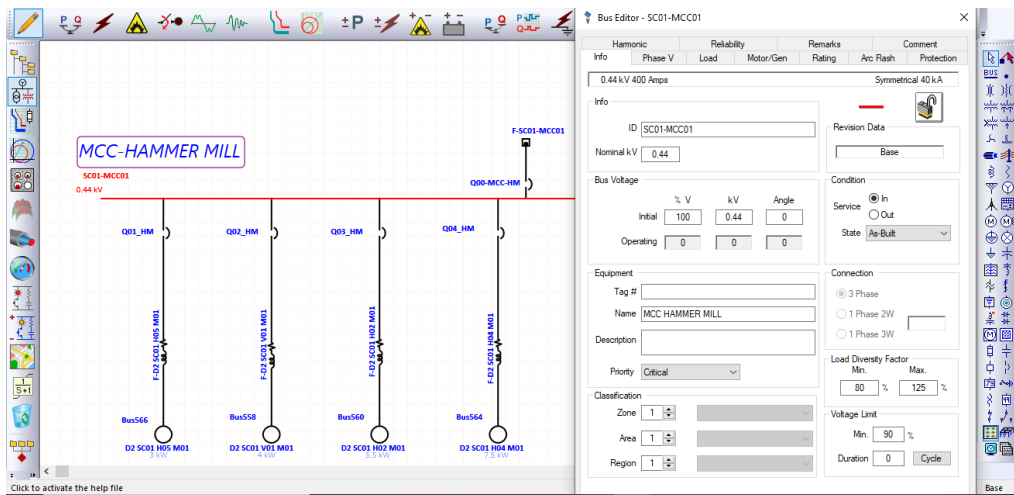 P Q
±P
P Q
Bus Editor - SC01-MCC01
Harmonic Reliability Remarks Comment
Info Phase V Load Motor/Gen Rating Arc Flash Protection
0.44 kV 400 Amps Symmetrical 40 kA
Info
ID SC01-MCC01
Nominal kV 0.44
Revision Data
Base
Bus Voltage
% V kV Angle
Initial 100 0.44 0
Operating 0 0 0
Condition
Service In
Out
State As-Built
Equipment
Tag #
Name MCC HAMMER MILL
Description
Priority Critical
Connection
3 Phase
1 Phase 2W
1 Phase 3W
Load Diversity Factor
Min. Max.
80 % 125 %
Classification
Zone 1
Area 1
Region 1
Voltage Limit
Min. 90 %
Duration 0 Cycle
MCC-HAMMER MILL
F-SC01-MCC01
SC01-MCC01
0.44 kV
Q00-MCC-HM
Q01_HM Q02_HM Q03_HM Q04_HM
F-D2 SC01 H05 M01
F-D2 SC01 V01 M01
F-D2 SC01 H02 M01
F-D2 SC01 H04 M01
Bus566 Bus558 Bus560 Bus564
D2 SC01 H05 M01 D2 SC01 V01 M01 D2 SC01 H02 M01 D2 SC01 H04 M01
3 kW 4 kW 5.5 kW 7.5 kW
1
S+1
BUS
Click to activate the help file
Base